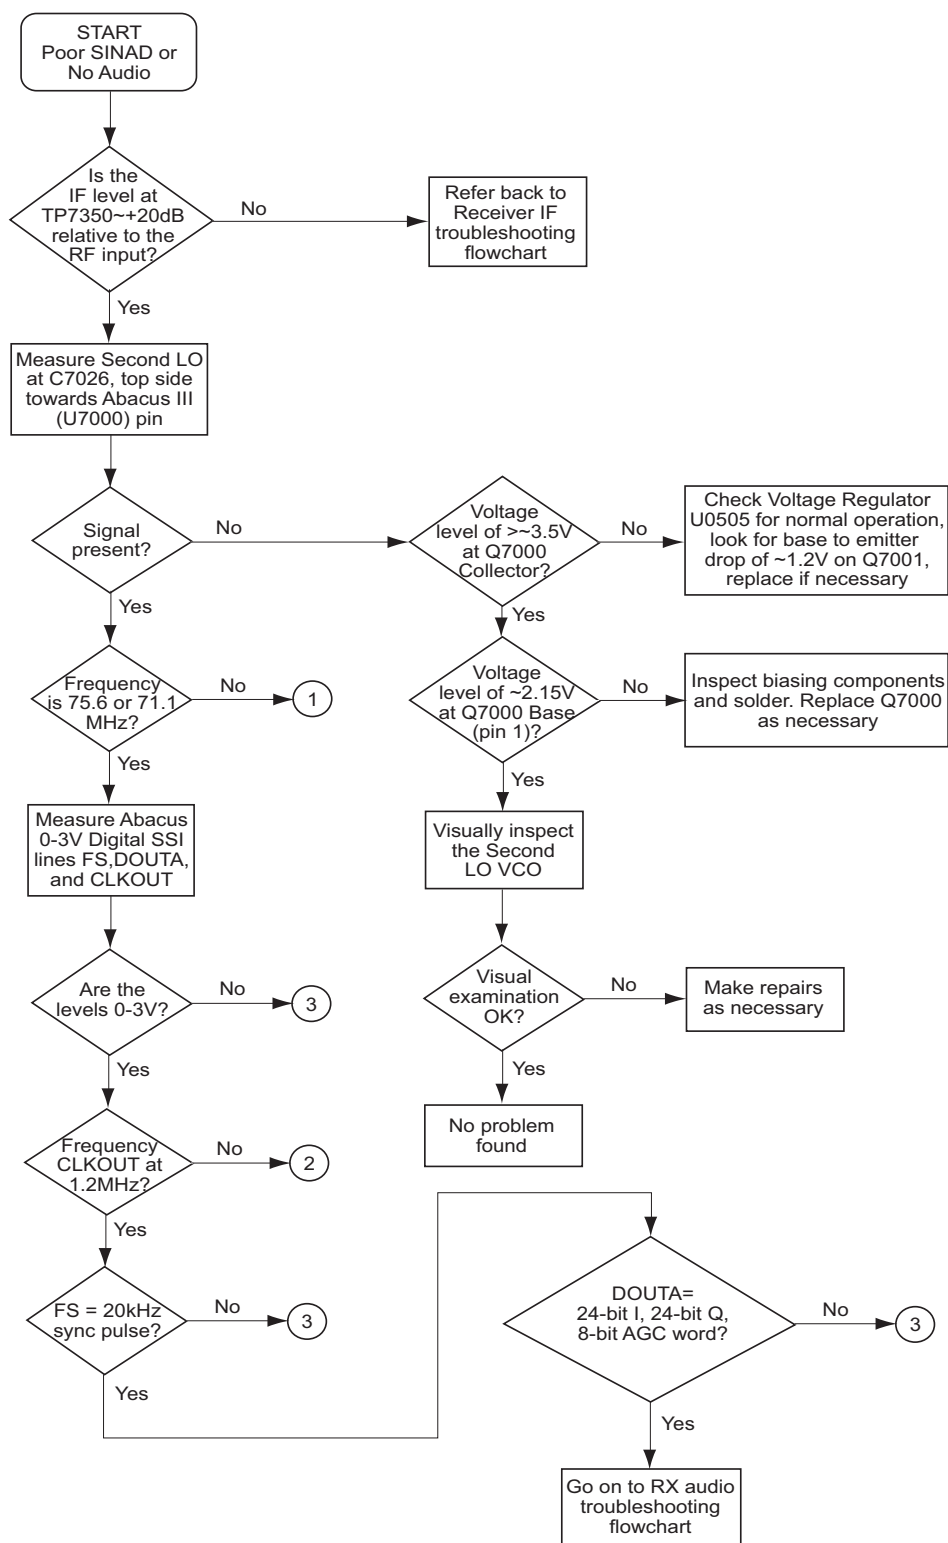 START
Poor SINAD or
No Audio
Is the
IF level at
TP7350~+20dB
relative to the
RF input?
No
Refer back to
Receiver IF
troubleshooting
flowchart
Yes
Measure Second LO
at C7026, top side
towards Abacus III
(U7000) pin
Signal
present?
No
Voltage
level of >~3.5V
at Q7000
Collector?
No
Check Voltage Regulator
U0505 for normal operation,
look for base to emitter
drop of ~1.2V on Q7001,
replace if necessary
Yes
Yes
Frequency
is 75.6 or 71.1
MHz?
No
1
Voltage
level of ~2.15V
at Q7000 Base
(pin 1)?
No
Inspect biasing components
and solder. Replace Q7000
as necessary
Yes
Yes
Measure Abacus
0-3V Digital SSI
lines FS,DOUTA,
and CLKOUT
Visually inspect
the Second
LO VCO
Are the
levels 0-3V?
No
3
Visual
examination
OK?
No
Make repairs
as necessary
Yes
Yes
No problem
found
Frequency
CLKOUT at
1.2MHz?
No
2
Yes
FS = 20kHz
sync pulse?
No
3
Yes
DOUTA=
24-bit I, 24-bit Q,
8-bit AGC word?
No
3
Yes
Go on to RX audio
troubleshooting
flowchart